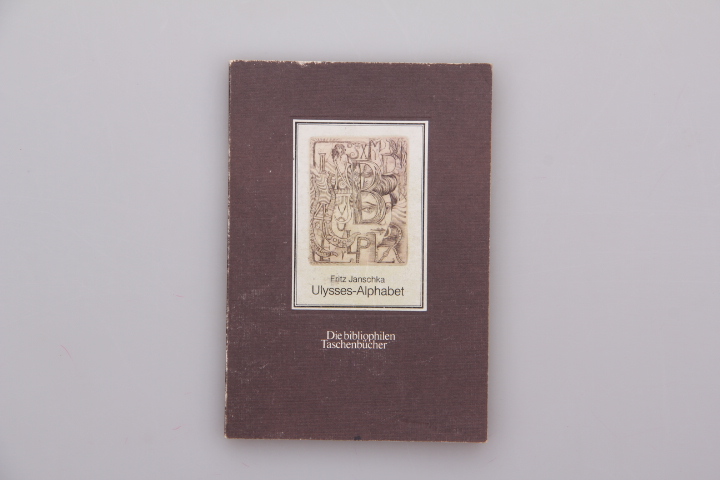 Fritz Janschka
Ulysses-Alphabet
Die bibliophilen
Taschenbücher